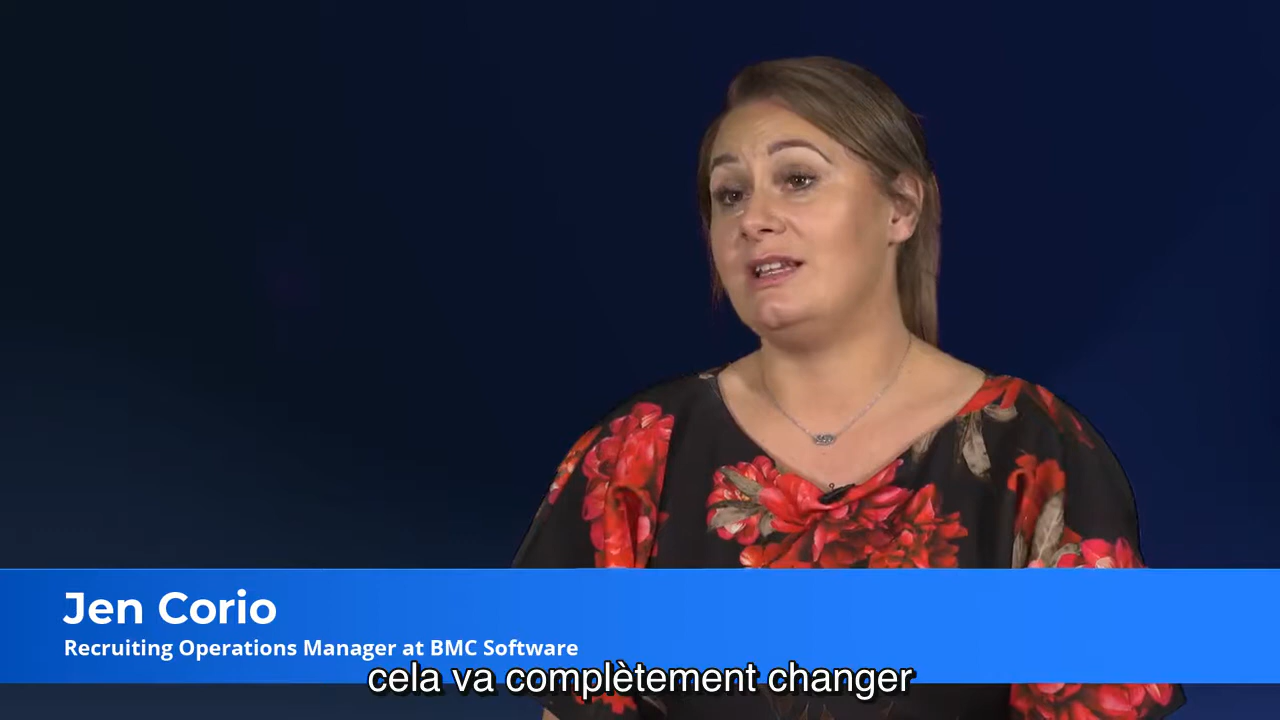 Jen Corio
Recruiting Operations Manager at BMC Software
cela va complètement changer